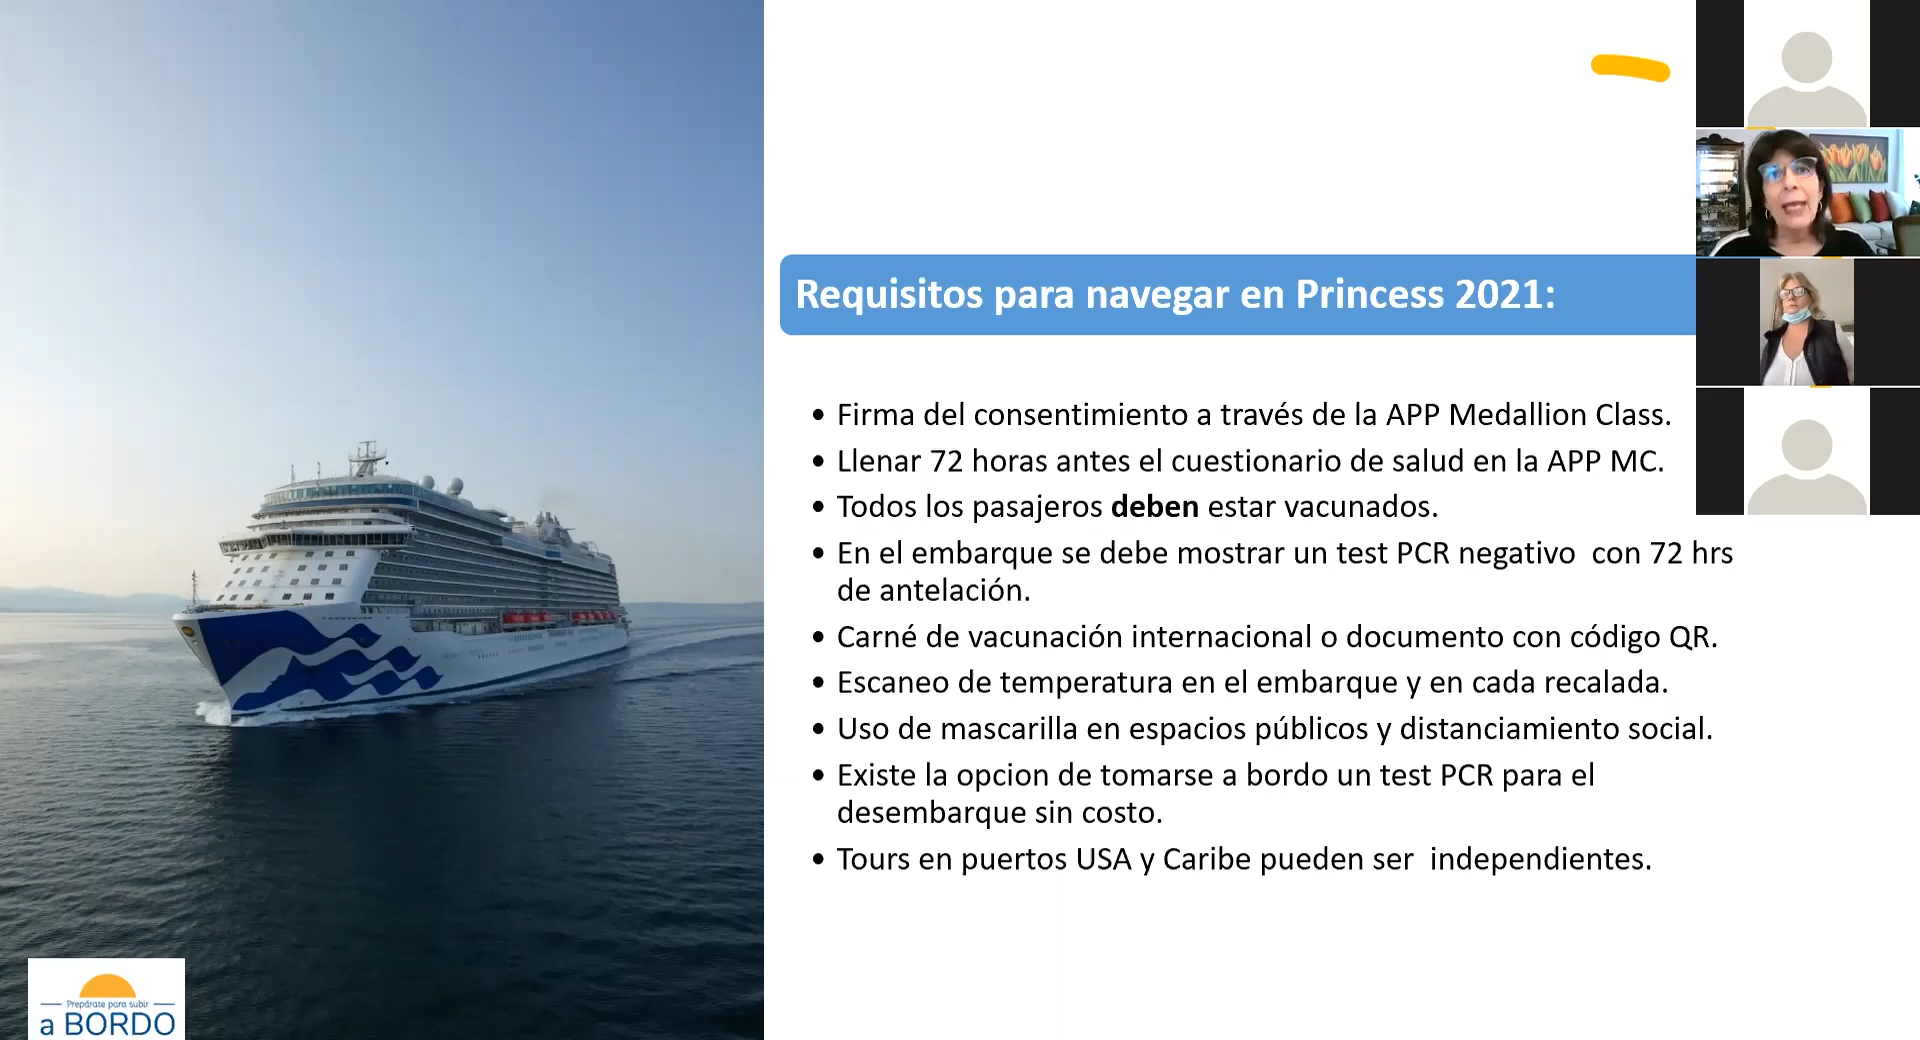 Requisitos para navegar en Princess 2021:
• Firma del consentimiento a través de la APP Medallion Class.
• Llenar 72 horas antes el cuestionario de salud en la APP MC.
• Todos los pasajeros deben estar vacunados.
• En el embarque se debe mostrar un test PCR negativo con 72 hrs
de antelación.
• Carné de vacunación internacional o documento con código QR.
• Escaneo de temperatura en el embarque y en cada recalada.
• Uso de mascarilla en espacios públicos y distanciamiento social.
• Existe la opcion de tomarse a bordo un test PCR para el
desembarque sin costo.
• Tours en puertos USA y Caribe pueden ser independientes.
Prepárate para subir
a BORDO